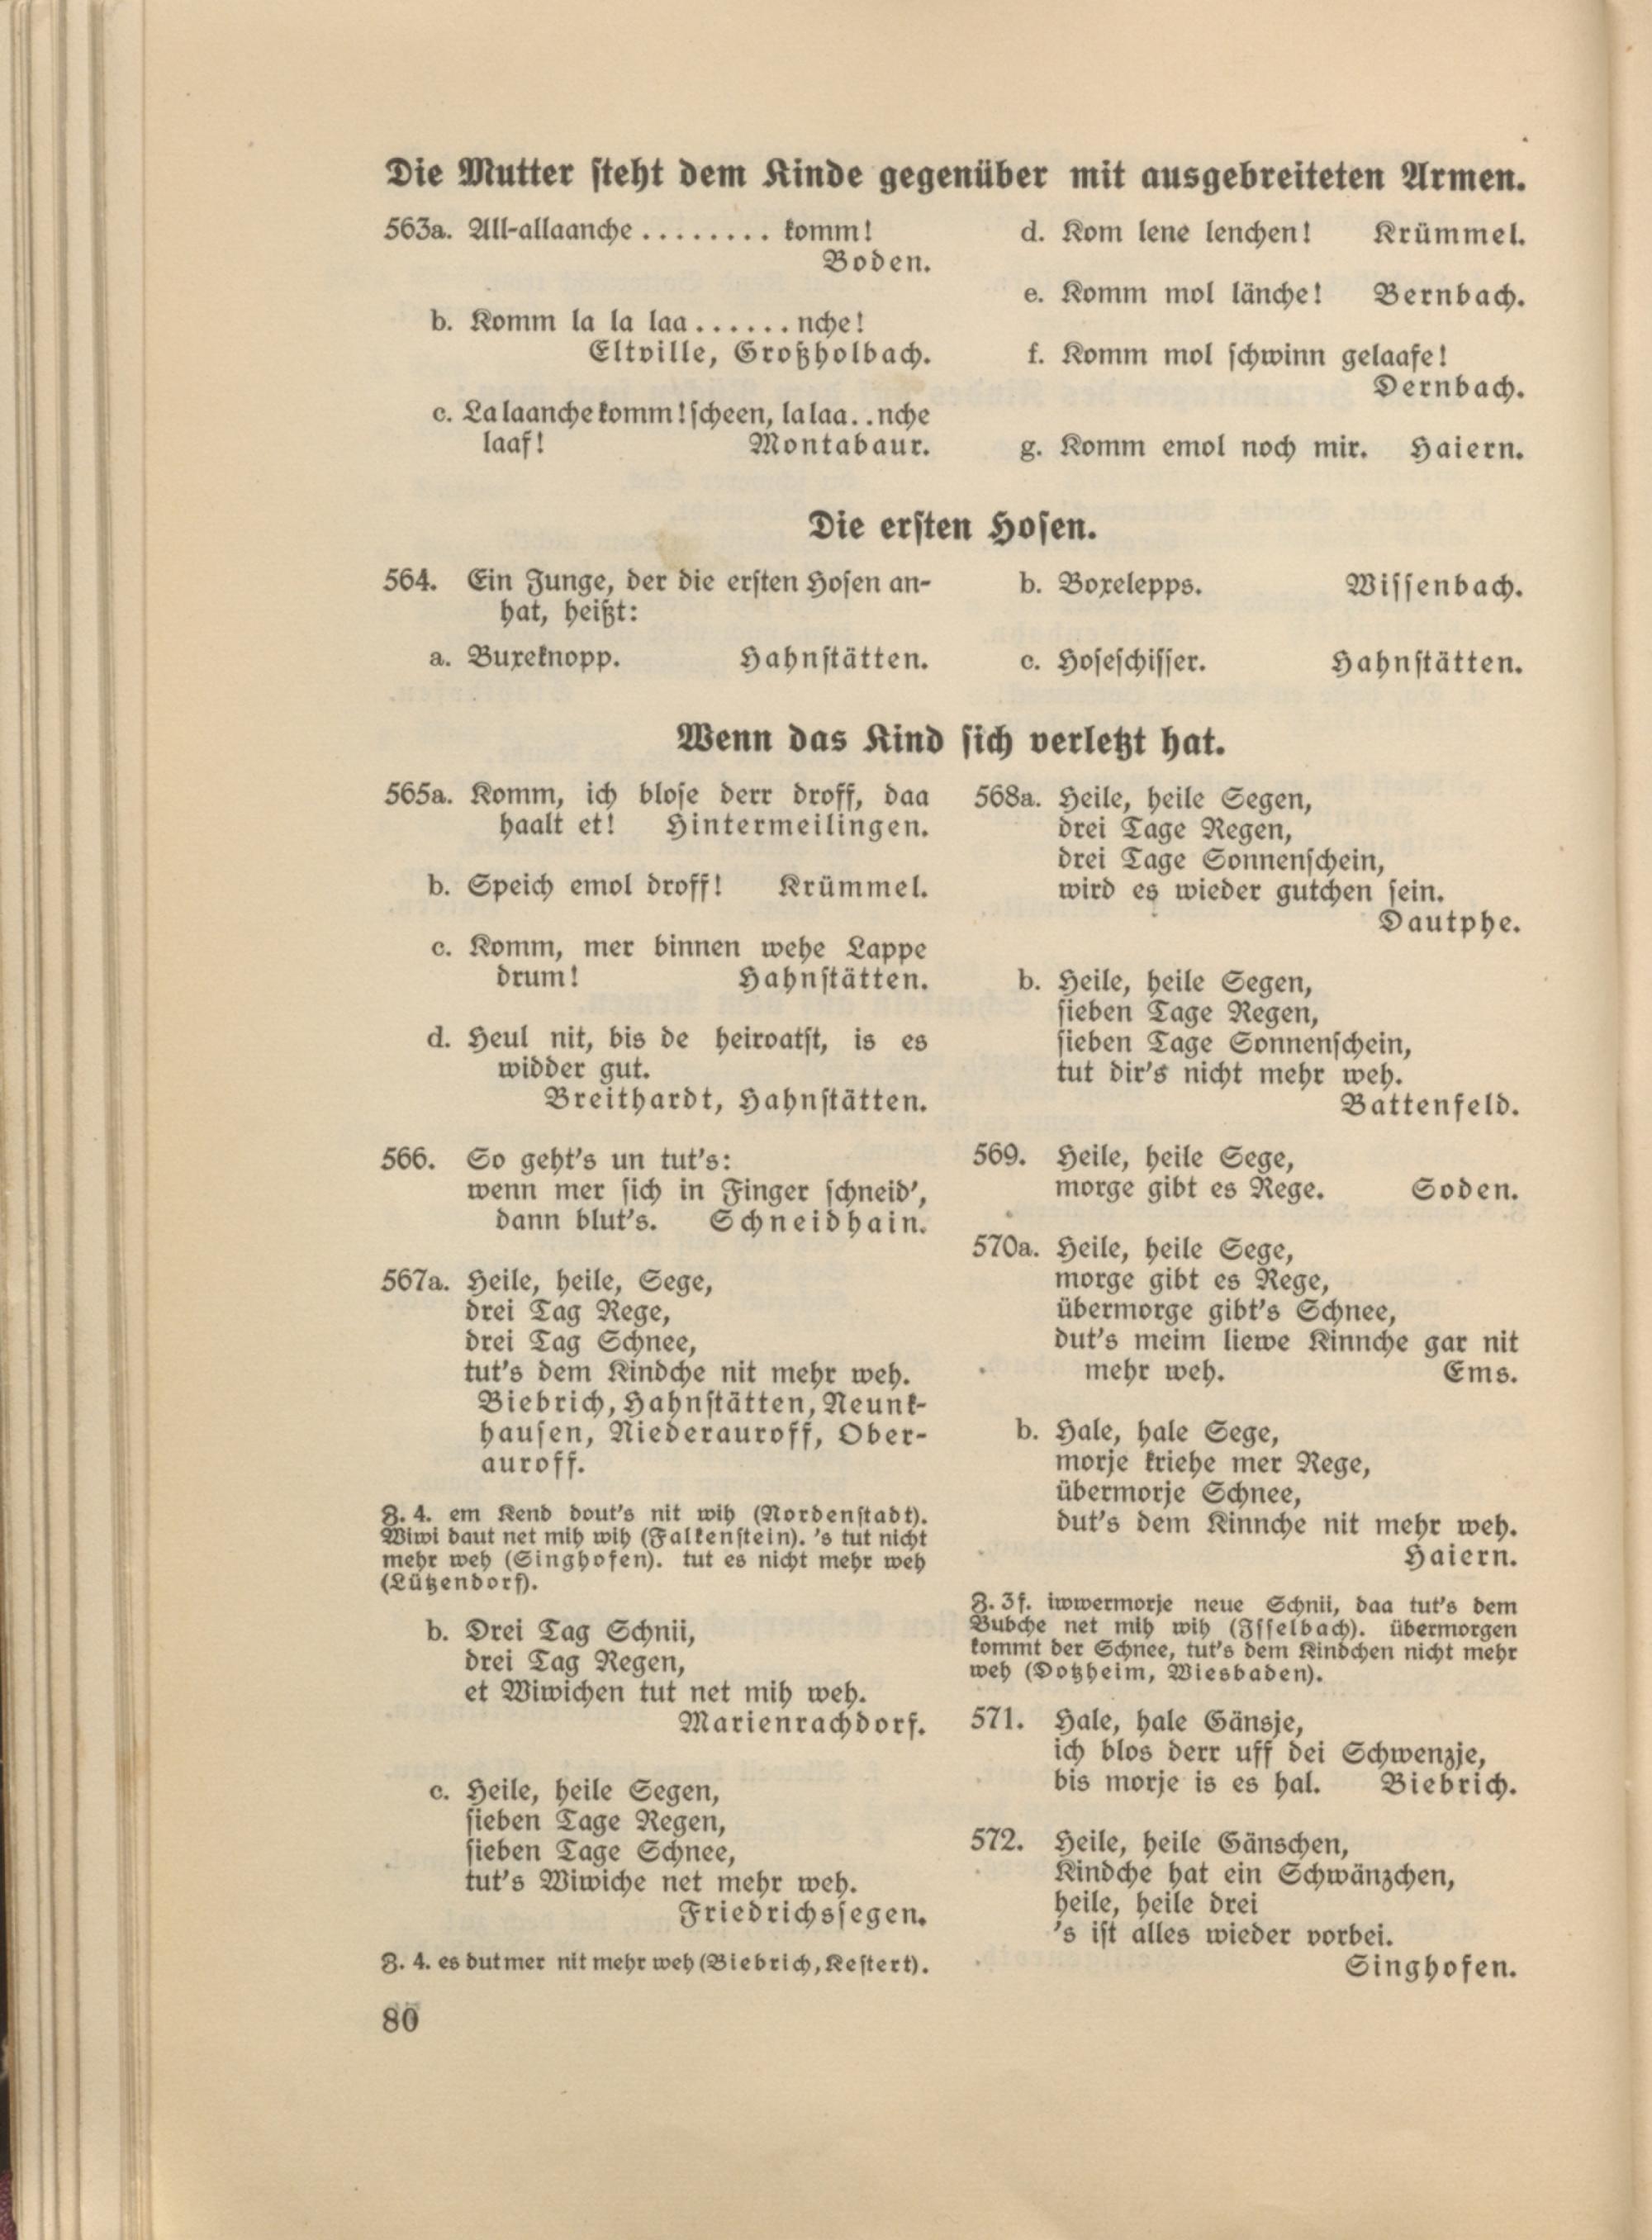 Die Mutter steht dem Kinde gegenüber mit ausgebreiteten Armen.
563a. All-allaanche ........ komm!
Boden.
b. Komm la la laa ...... nche!
Eltville, Großholbach.
c. La laanche komm! scheen, la laa . . nche
laaf! Montabaur.
d. Kom lene lenchen! Krümmel.
e. Komm mol länche! Bernbach.
f. Komm mol schwinn gelaafe!
Dernbach.
g. Komm emol noch mir. Haiern.
Die ersten Hosen.
564. Ein Junge, der die ersten Hosen an-
hat, heißt:
a. Buxeknopp. Hahnstätten.
b. Boxelepps. Wissenbach.
c. Hoseschisser. Hahnstätten.
Wenn das Kind sich verletzt hat.
565a. Komm, ich blose derr droff, daa
haalt et! Hintermeilingen.
b. Speich emol droff! Krümmel.
c. Komm, mer binnen wehe Lappe
drum! Hahnstätten.
d. Heul nit, bis de heiroatst, is es
widder gut.
Breithardt, Hahnstätten.
566. So geht's un tut's:
wenn mer sich in Finger schneid',
dann blut's. Schneidhain.
567a. Heile, heile, Sege,
drei Tag Rege,
drei Tag Schnee,
tut's dem Kindche nit mehr weh.
Biebrich, Hahnstätten, Neunk-
hausen, Niederauroff, Ober-
auroff.
Z. 4. em Kend dout's nit wih (Nordenstadt).
Wiwi daut net mih wih (Falkenstein). 's tut nicht
mehr weh (Singhofen). tut es nicht mehr weh
(Lützendorf).
b. Drei Tag Schnii,
drei Tag Regen,
et Wiwichen tut net mih weh.
Marienrachdorf.
c. Heile, heile Segen,
sieben Tage Regen,
sieben Tage Schnee,
tut's Wiwiche net mehr weh.
Friedrichssegen.
Z. 4. es dut mer nit mehr weh (Biebrich, Kestert).
568a. Heile, heile Segen,
drei Tage Regen,
drei Tage Sonnenschein,
wird es wieder gutchen sein.
Dautphe.
b. Heile, heile Segen,
sieben Tage Regen,
sieben Tage Sonnenschein,
tut dir's nicht mehr weh.
Battenfeld.
569. Heile, heile Sege,
morge gibt es Rege. Soden.
570a. Heile, heile Sege,
morge gibt es Rege,
übermorge gibt's Schnee,
dut's meim liewe Kinnche gar nit
mehr weh. Ems.
b. Hale, hale Sege,
morje kriehe mer Rege,
übermorje Schnee,
dut's dem Kinnche nit mehr weh.
Haiern.
Z. 3f. iwwermorje neue Schnii, daa tut's dem
Bubche net mih wih (Isselbach). übermorgen
kommt der Schnee, tut's dem Kindchen nicht mehr
weh (Dotzheim, Wiesbaden).
571. Hale, hale Gänsje,
ich blos derr uff dei Schwenzje,
bis morje is es hal. Biebrich.
572. Heile, heile Gänschen,
Kindche hat ein Schwänzchen,
heile, heile drei
's ist alles wieder vorbei.
Singhofen.
80